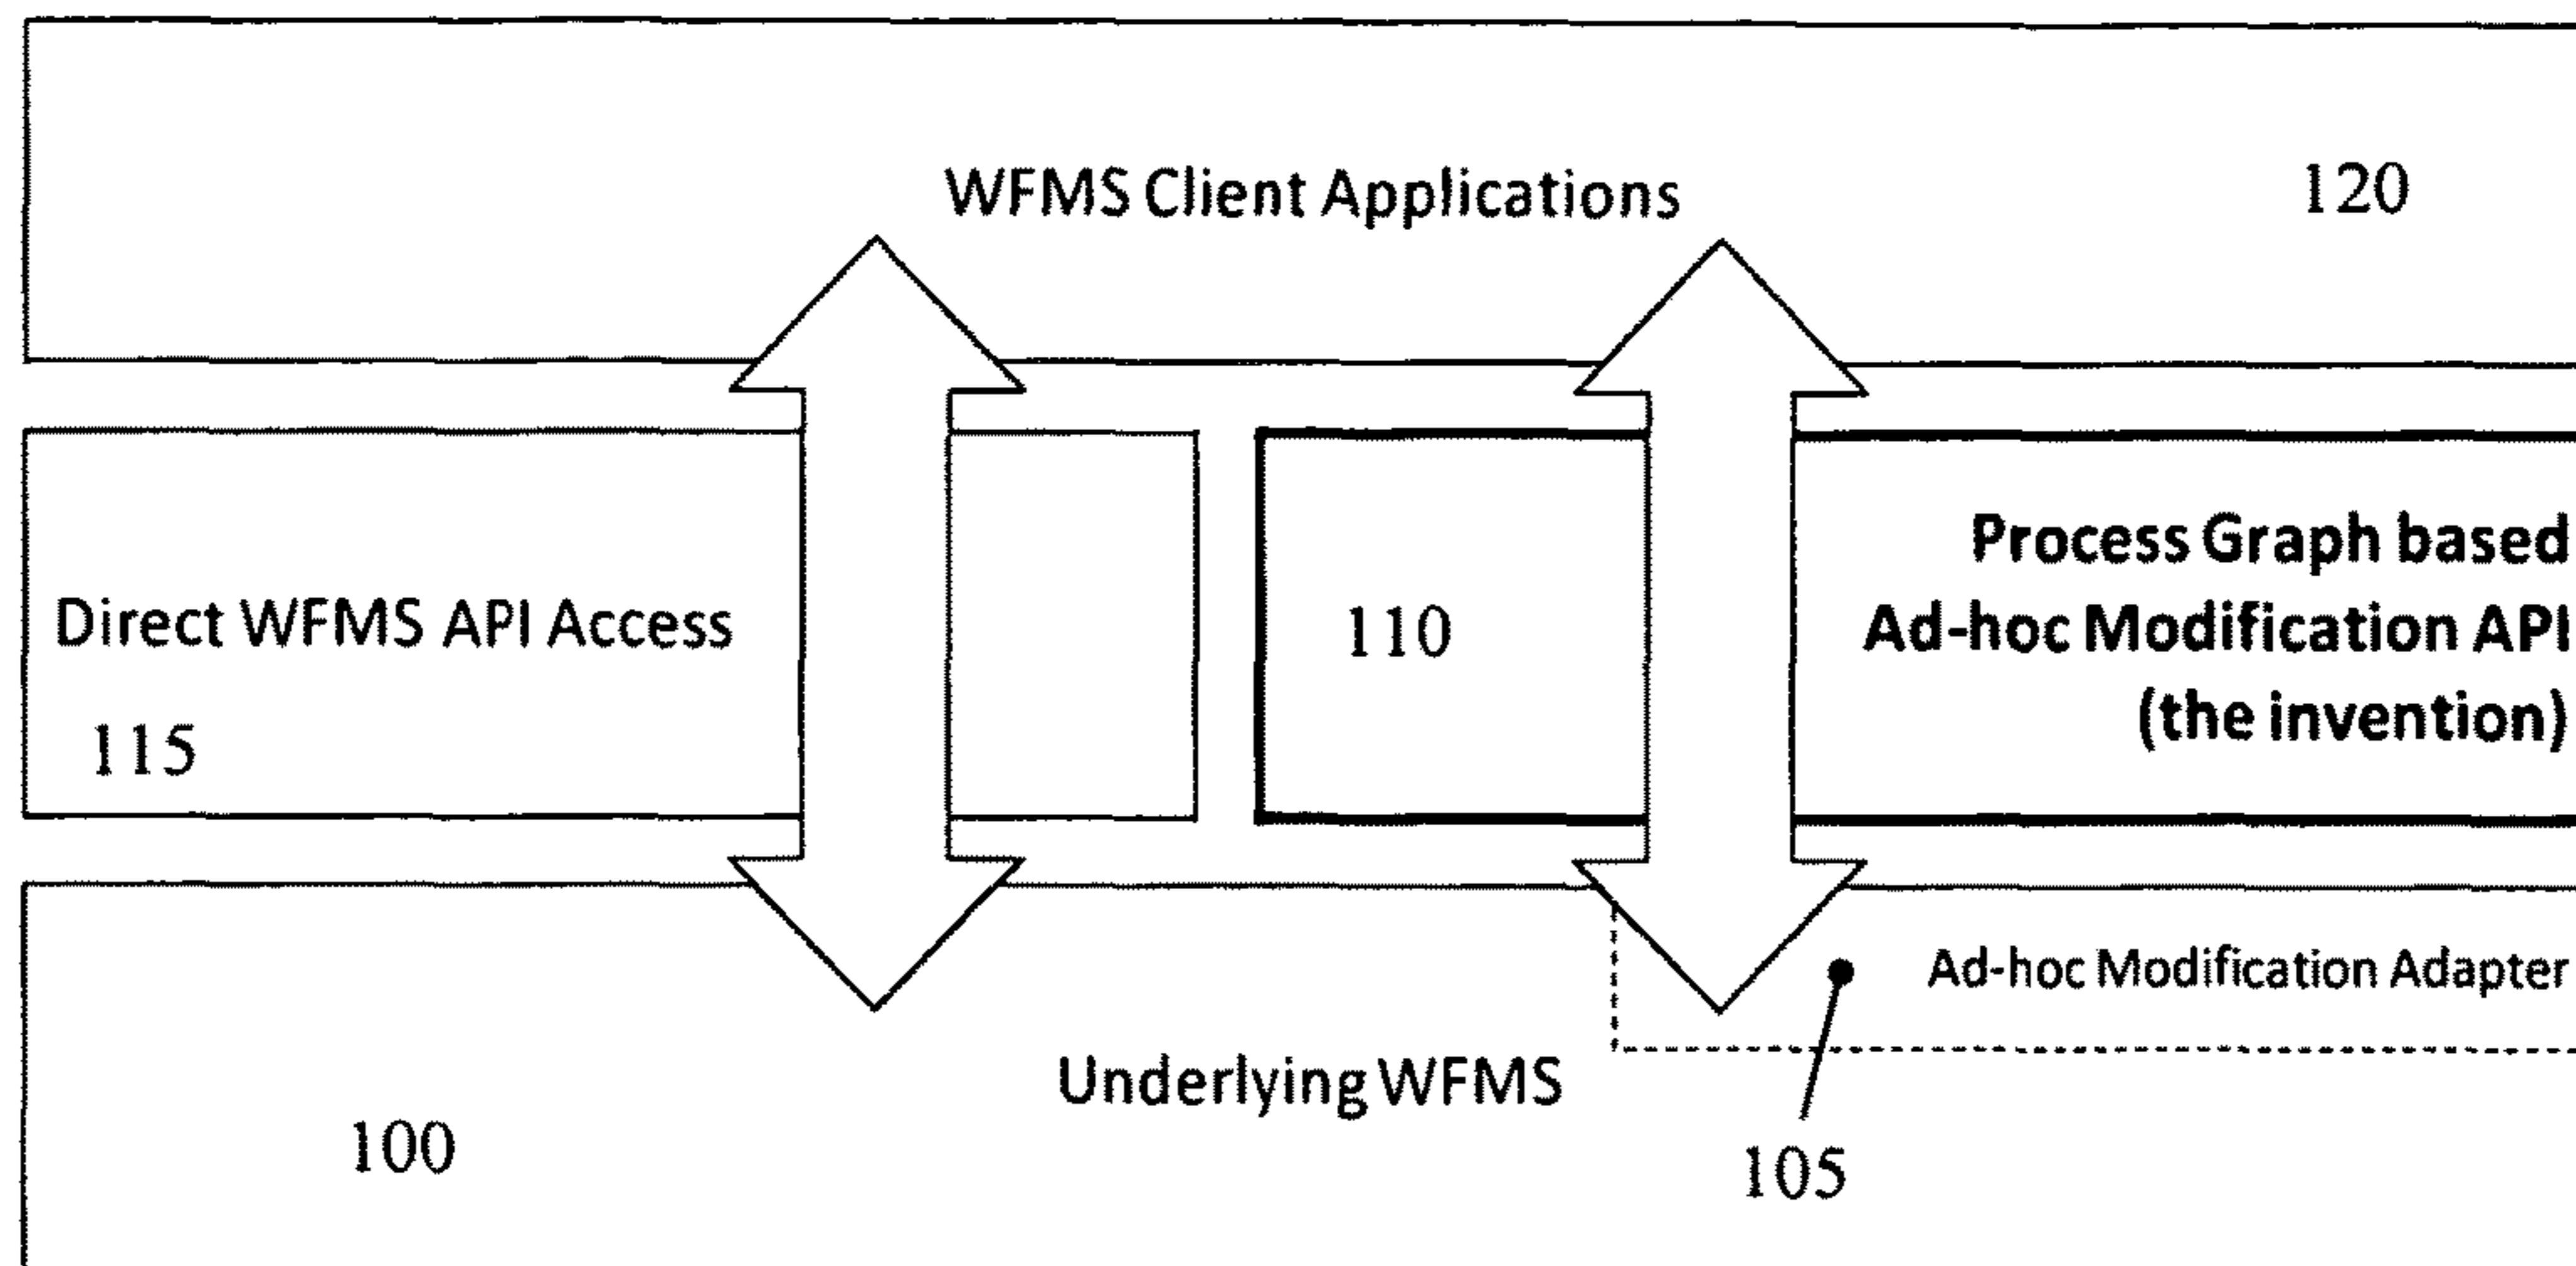 WFMS Client Applications
120
Direct WFMS API Access
115
110
Process Graph based
Ad-hoc Modification API
(the invention)
Ad-hoc Modification Adapter
Underlying WFMS
100
105